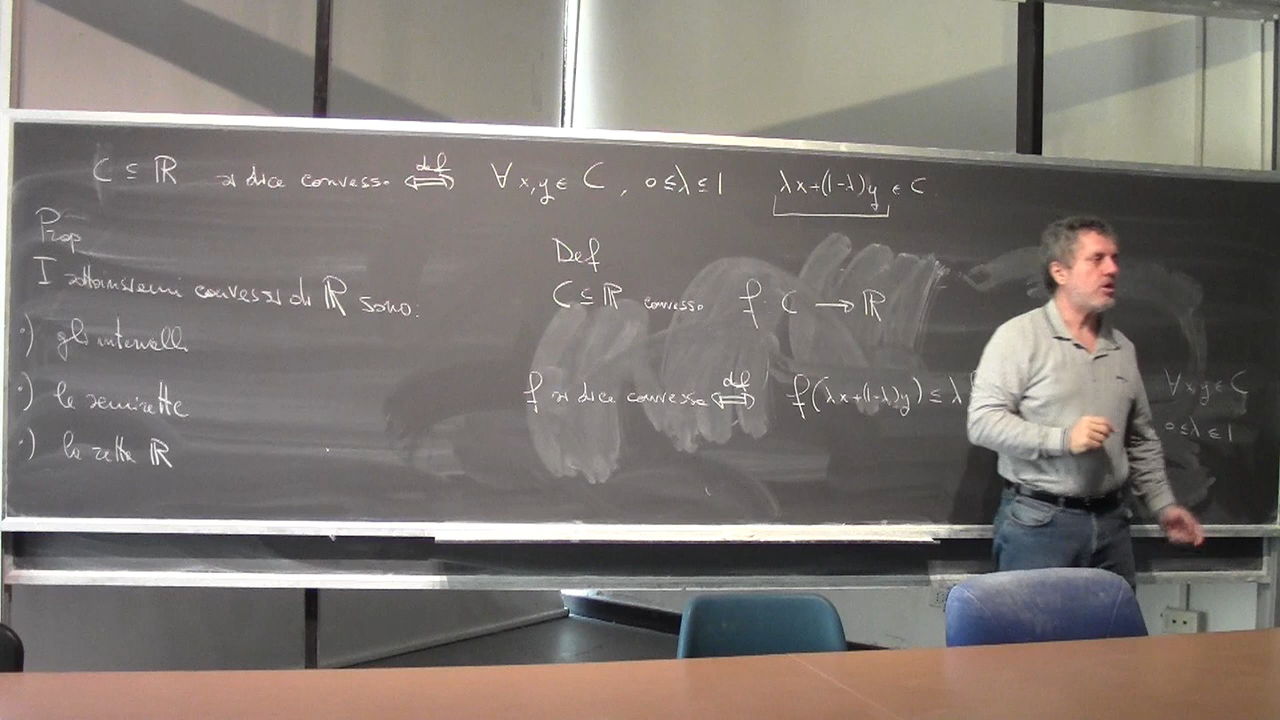 C ⊆ ℝ si dice convesso ⟺ def ∀ x,y ∈ C, 0 ≤ λ ≤ 1 λx+(1-λ)y ∈ C.
Prop
I sottoinsiemi convessi di ℝ sono:
·) gli intervalli
·) le semirette
·) la retta ℝ
Def
C ⊆ ℝ convesso f: C → ℝ
f si dice convessa ⟺ def f(λx+(1-λ)y) ≤ λ ∀ x,y ∈ C
0 ≤ λ ≤ 1